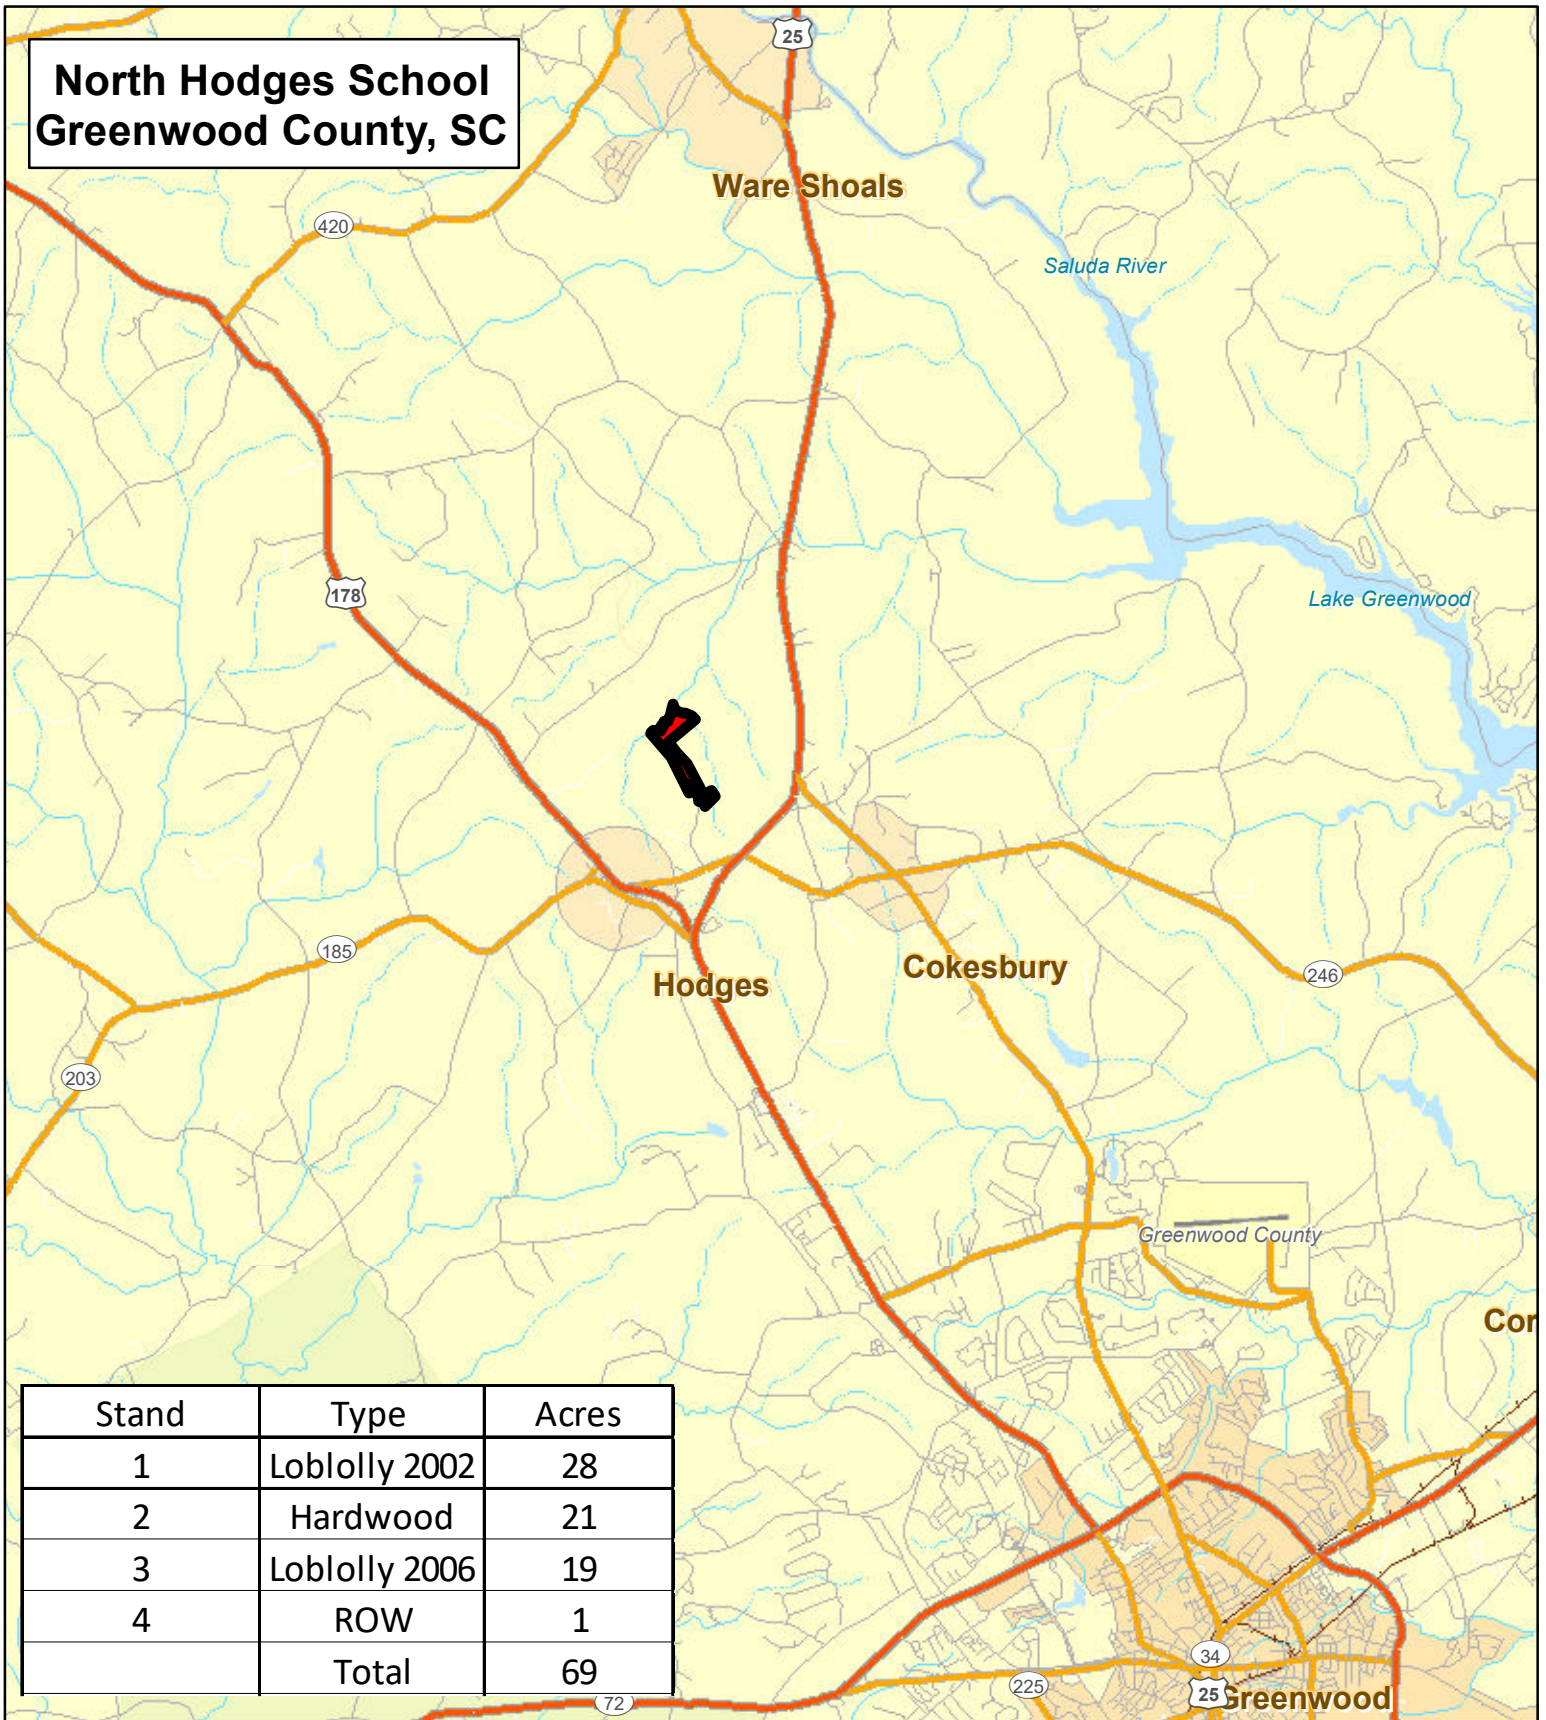 North Hodges School
Greenwood County, SC
25
Ware Shoals
420
Saluda River
178
Lake Greenwood
185
Hodges
Cokesbury
246
203
Greenwood County
Cor
Stand Type Acres
1 Loblolly 2002 28
2 Hardwood 21
3 Loblolly 2006 19
4 ROW 1
Total 69
34
225
25
Greenwood
72